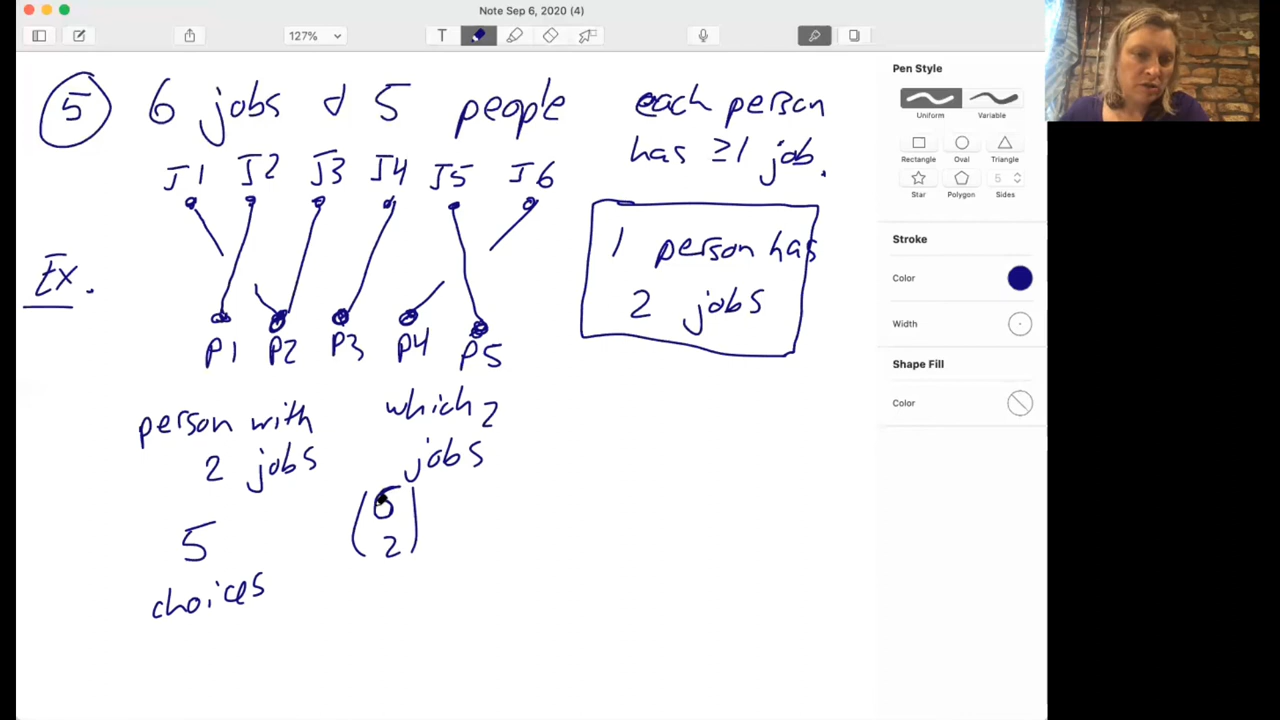 Note Sep 6, 2020 (4)
127%
T
5 6 jobs & 5 people each person
has ≥1 job.
J1 J2 J3 J4 J5 J6
1 person has
2 jobs
Ex.
P1 P2 P3 P4 P5
person with
2 jobs
which 2
jobs
5
choices
(6
2)
Pen Style
Uniform Variable
Rectangle Oval Triangle
5
Star Polygon Sides
Stroke
Color
Width
Shape Fill
Color